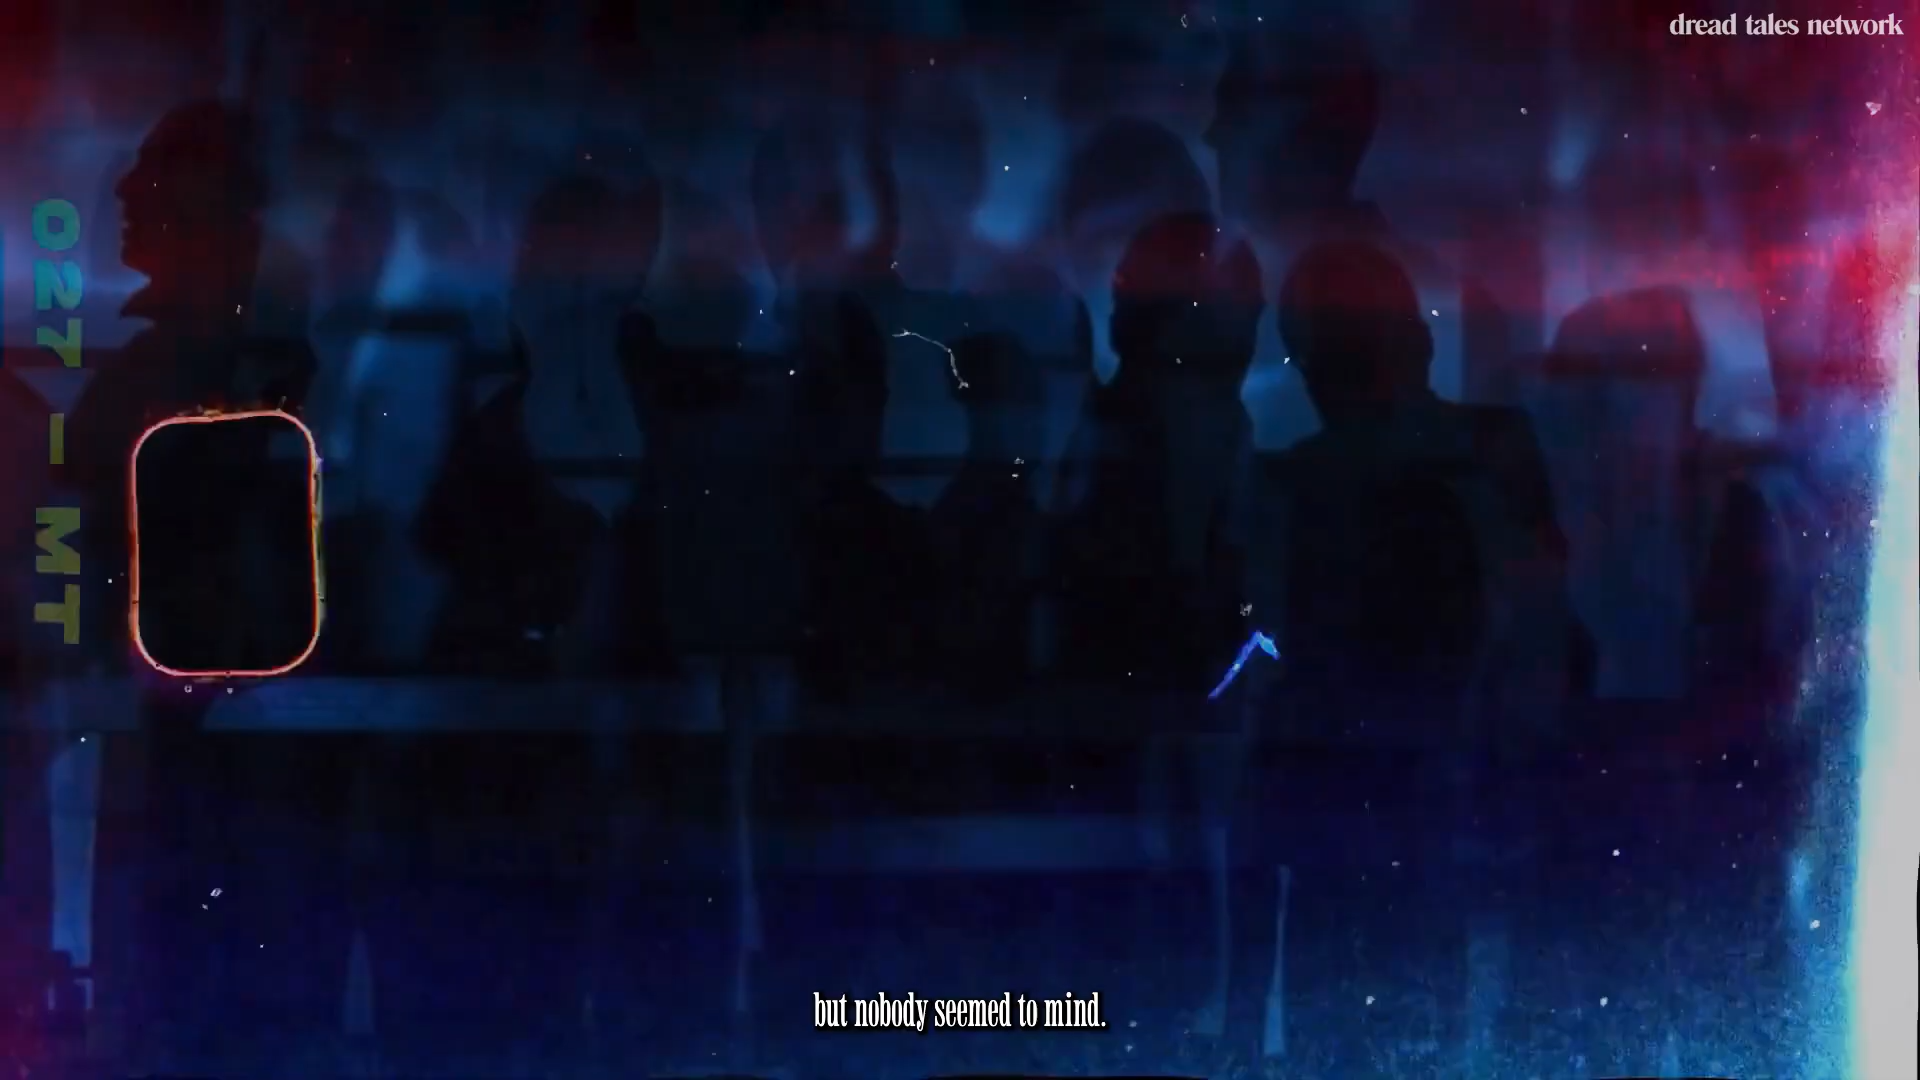 dread tales network
027 – MT
but nobody seemed to mind.